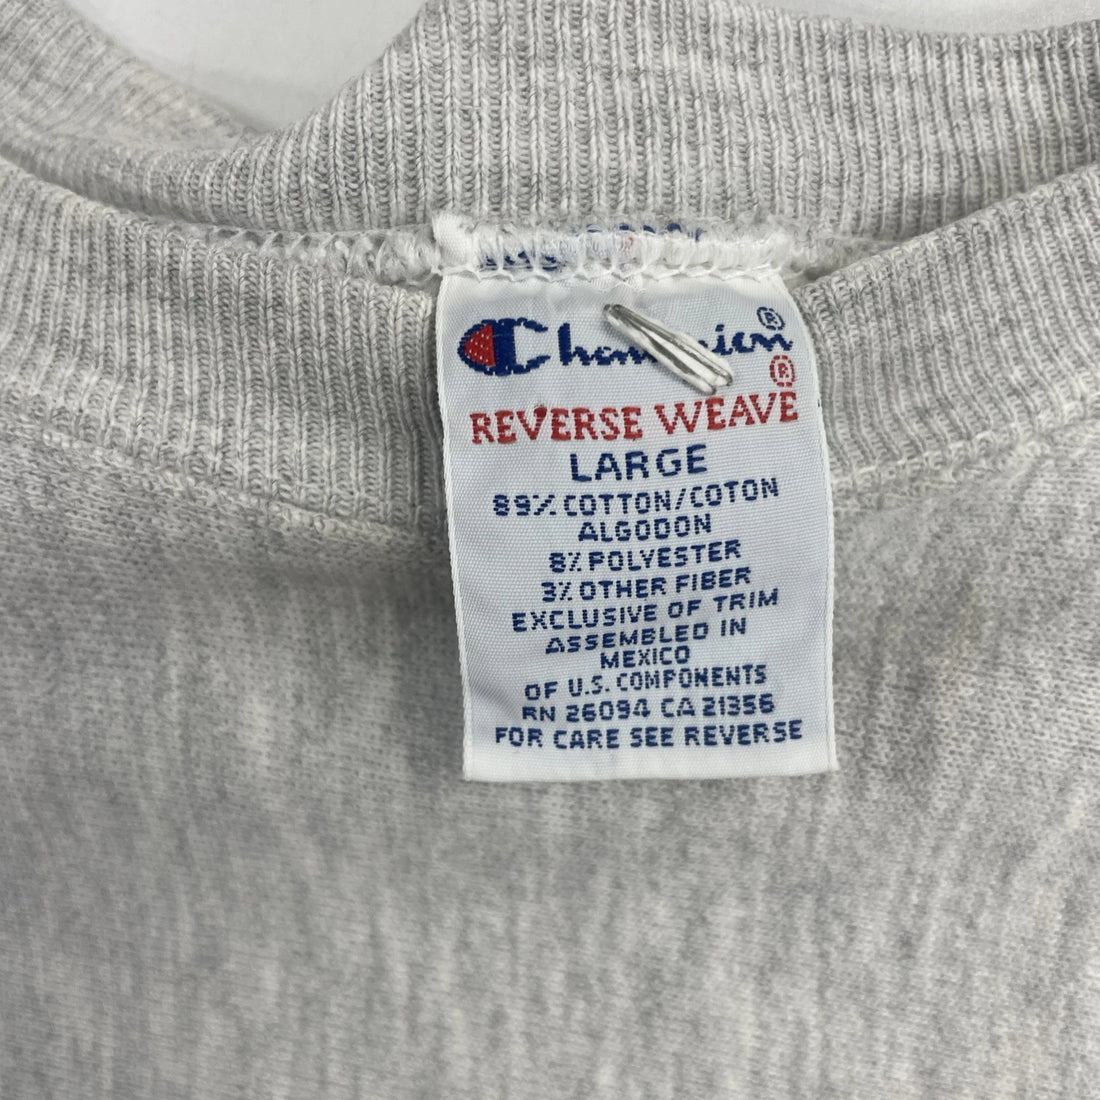 Champion ®
REVERSE WEAVE ®
LARGE
89% COTTON/COTON
ALGODON
8% POLYESTER
3% OTHER FIBER
EXCLUSIVE OF TRIM
ASSEMBLED IN
MEXICO
OF U.S. COMPONENTS
RN 26094 CA 21356
FOR CARE SEE REVERSE